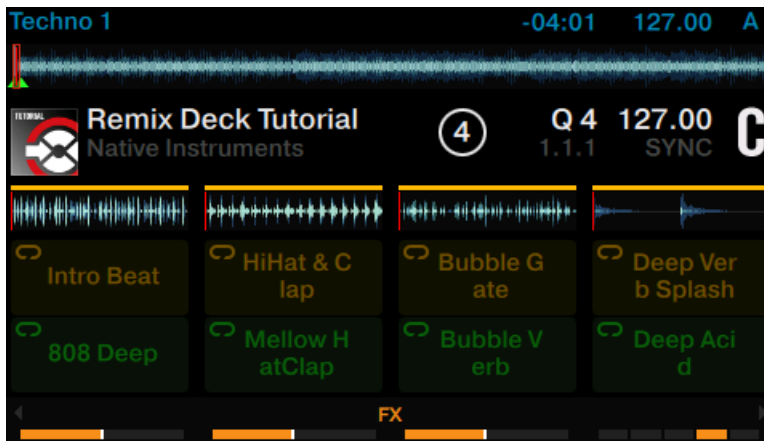 Techno 1 -04:01 127.00 A
TUTORIAL
Remix Deck Tutorial 4 Q 4 127.00 C
Native Instruments 1.1.1 SYNC
Intro Beat
HiHat & C
lap
Bubble G
ate
Deep Ver
b Splash
808 Deep
Mellow H
atClap
Bubble V
erb
Deep Aci
d
FX